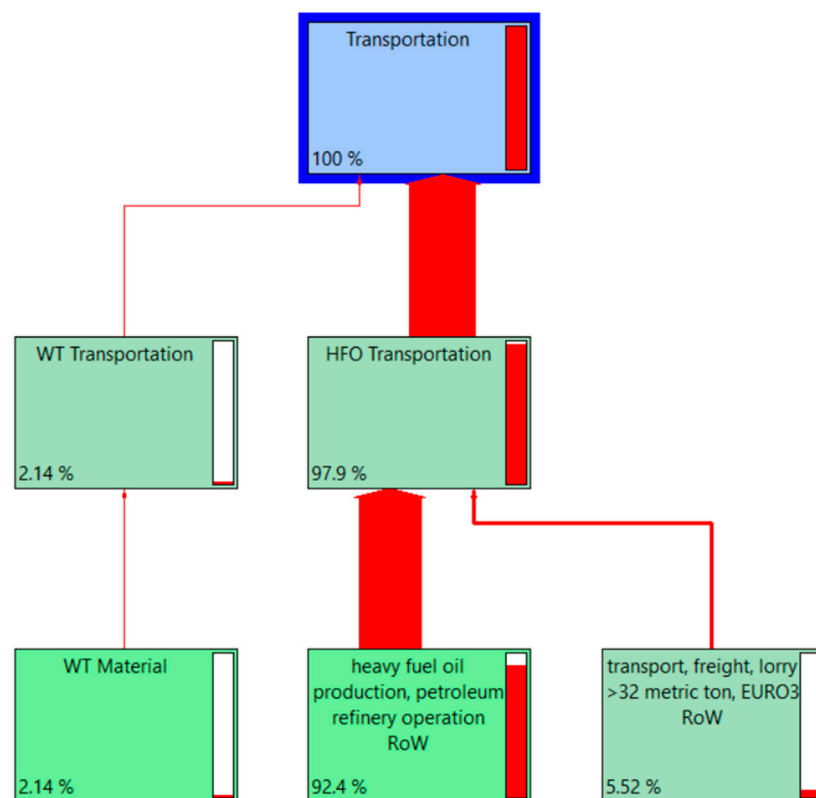 Transportation
100 %
WT Transportation
2.14 %
HFO Transportation
97.9 %
WT Material
2.14 %
heavy fuel oil
production, petroleum
refinery operation
RoW
92.4 %
transport, freight, lorry
>32 metric ton, EURO3
RoW
5.52 %